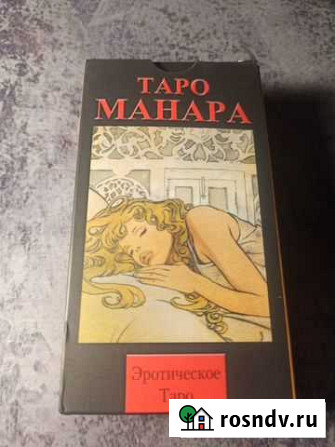 ТАРО
МАНАРА
Эротическое
Таро
rosndv.ru